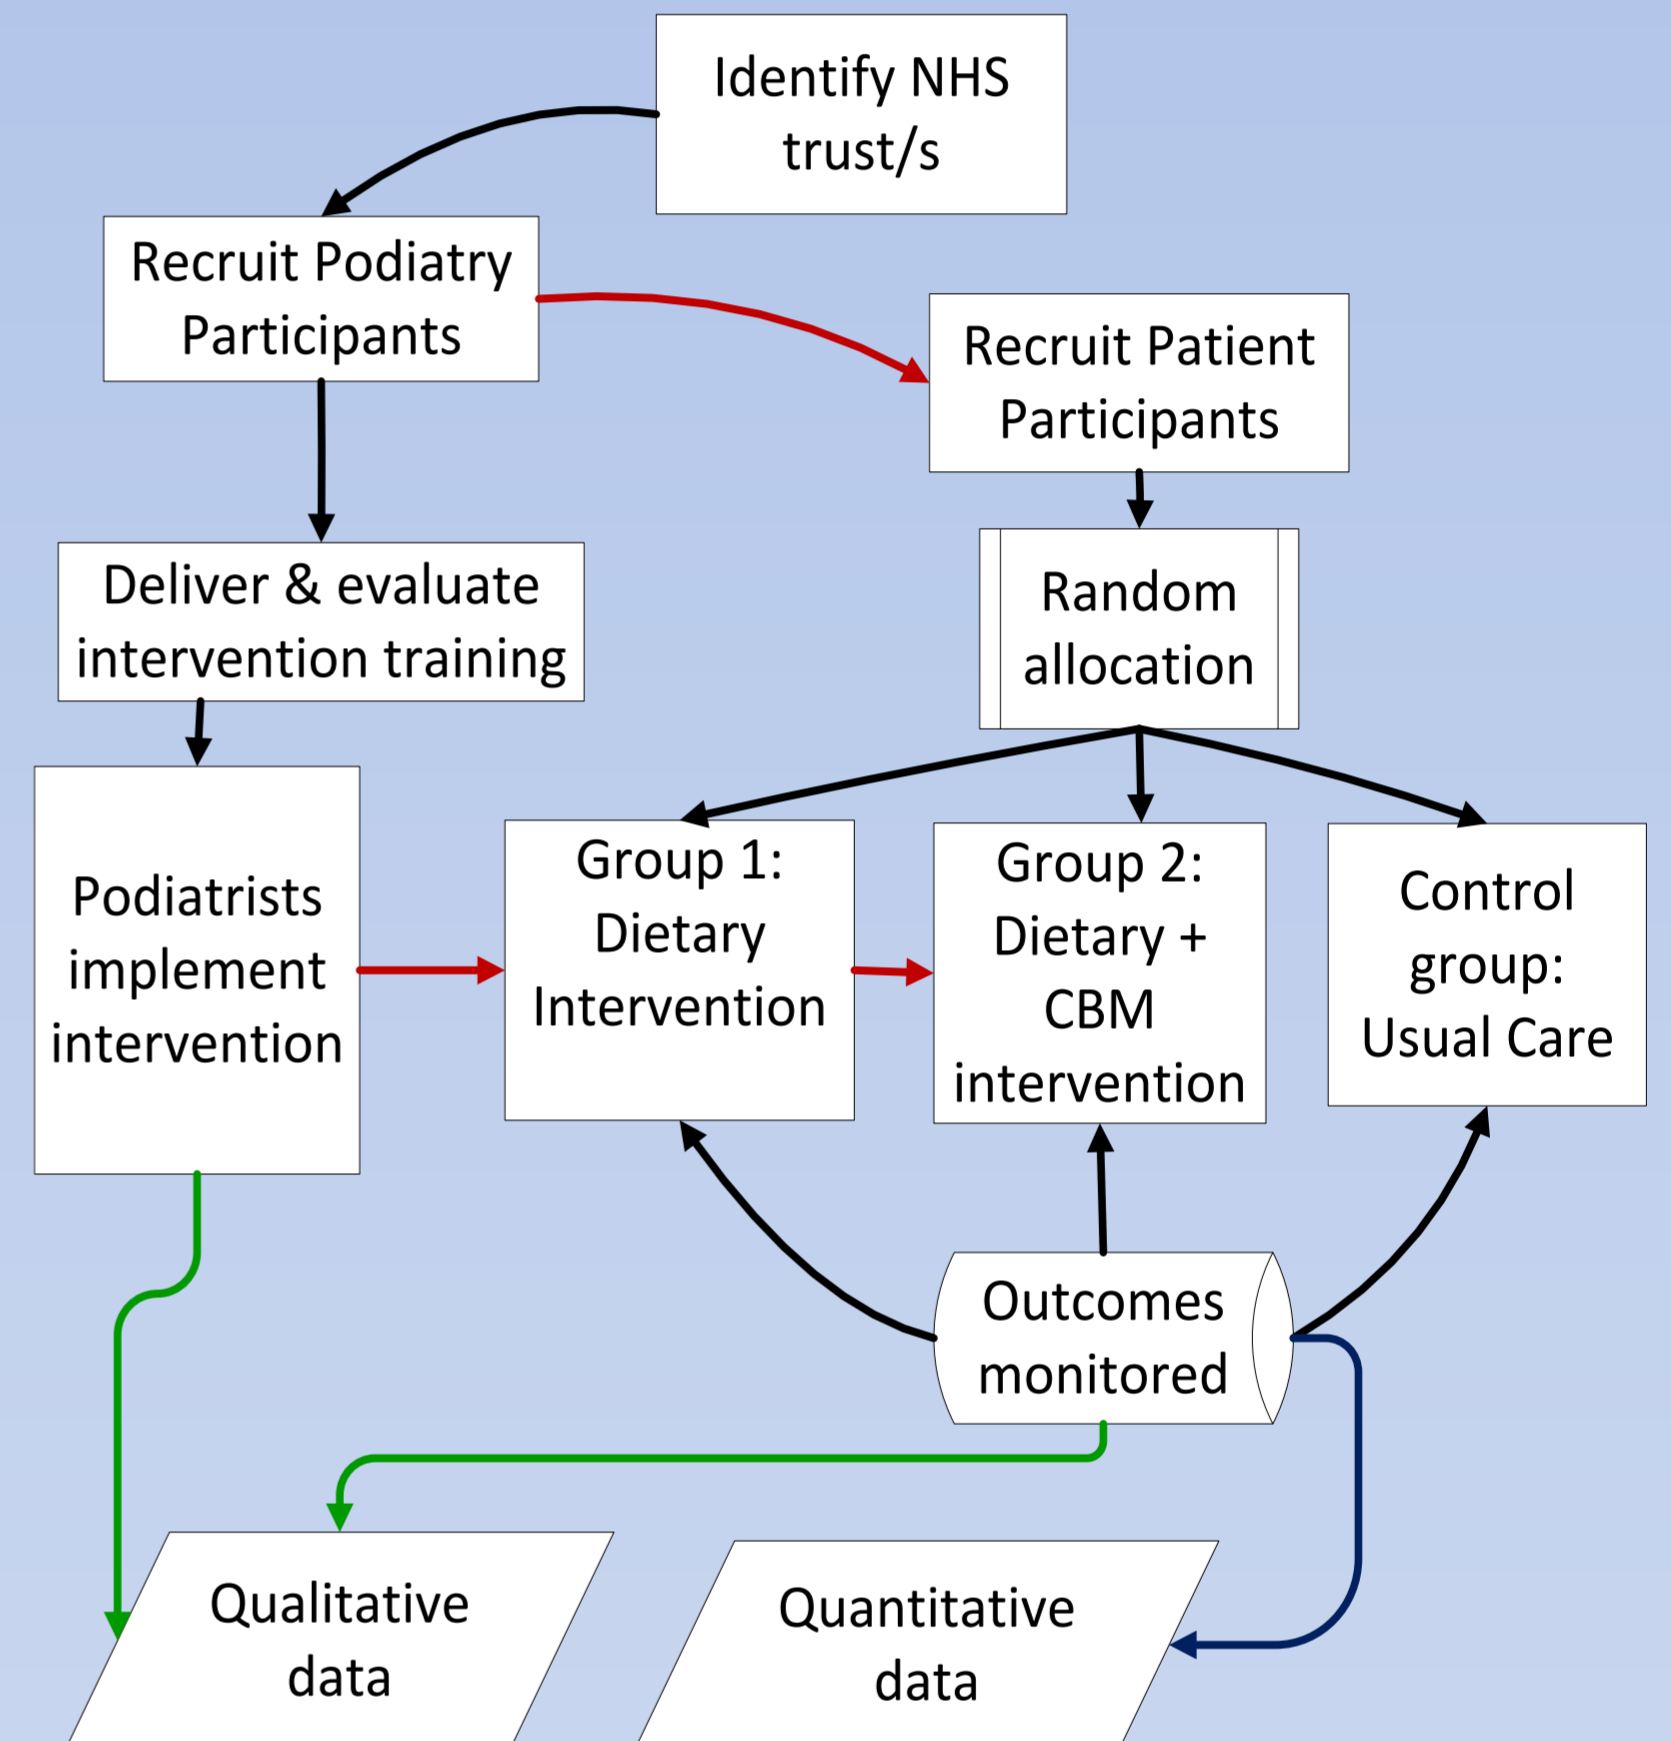 Identify NHS
trust/s
Recruit Podiatry
Participants
Recruit Patient
Participants
Deliver & evaluate
intervention training
Random
allocation
Podiatrists
implement
intervention
Group 1:
Dietary
Intervention
Group 2:
Dietary +
CBM
intervention
Control
group:
Usual Care
Outcomes
monitored
Qualitative
data
Quantitative
data